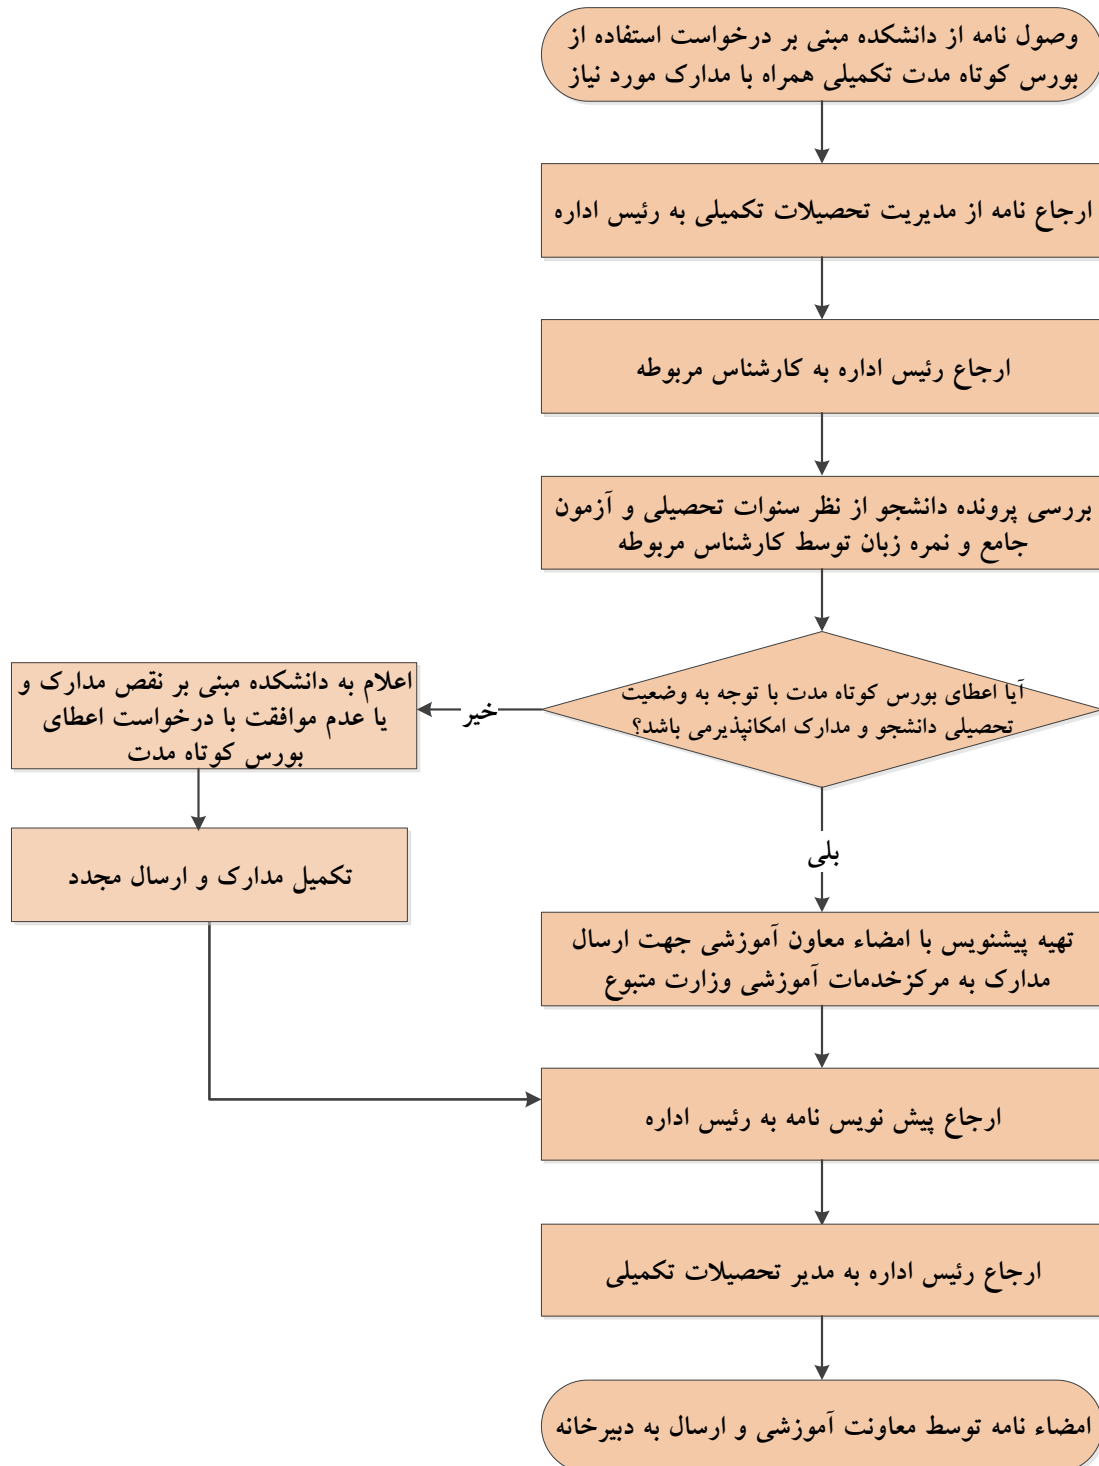 وصول نامه از دانشکده مبنی بر درخواست استفاده از
بورس کوتاه مدت تکمیلی همراه با مدارک مورد نیاز
ارجاع نامه از مدیریت تحصیلات تکمیلی به رئیس اداره
ارجاع رئیس اداره به کارشناس مربوطه
بررسی پرونده دانشجو از نظر سنوات تحصیلی و آزمون
جامع و نمره زبان توسط کارشناس مربوطه
آیا اعطای بورس کوتاه مدت با توجه به وضعیت
تحصیلی دانشجو و مدارک امکانپذیرمی باشد؟
خیر
اعلام به دانشکده مبنی بر نقص مدارک و
یا عدم موافقت با درخواست اعطای
بورس کوتاه مدت
تکمیل مدارک و ارسال مجدد
بلی
تهیه پیشنویس با امضاء معاون آموزشی جهت ارسال
مدارک به مرکزخدمات آموزشی وزارت متبوع
ارجاع پیش نویس نامه به رئیس اداره
ارجاع رئیس اداره به مدیر تحصیلات تکمیلی
امضاء نامه توسط معاونت آموزشی و ارسال به دبیرخانه